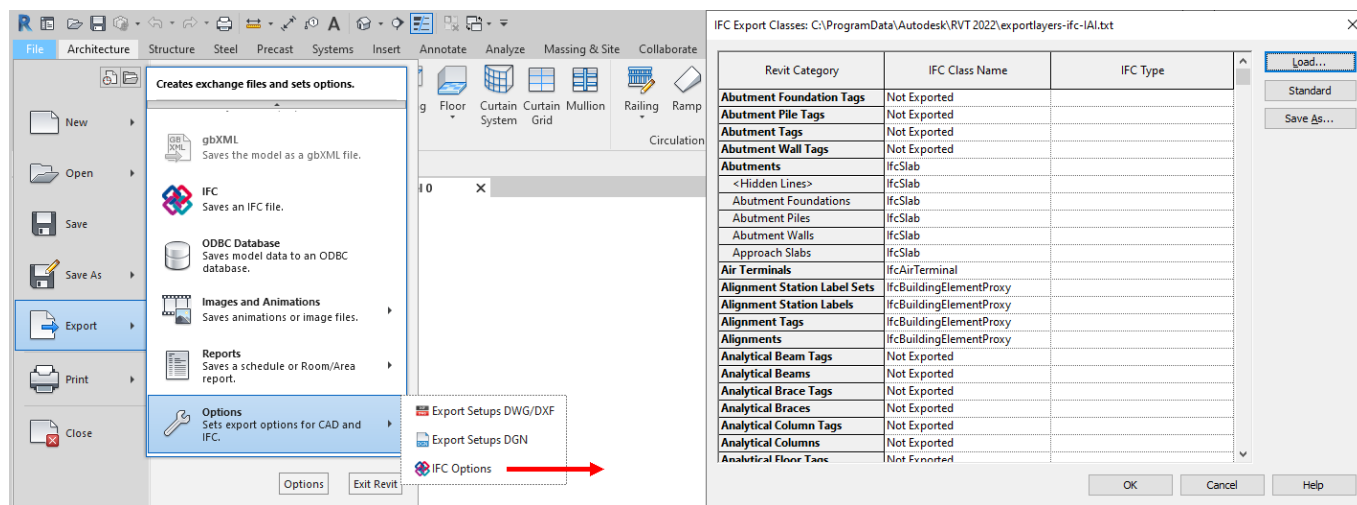 File
Architecture
Structure
Steel
Precast
Systems
Insert
Annotate
Analyze
Massing & Site
Collaborate
Creates exchange files and sets options.
New
Open
Save
Save As
Export
Print
Close
gbXML
Saves the model as a gbXML file.
IFC
Saves an IFC file.
ODBC Database
Saves model data to an ODBC
database.
Images and Animations
Saves animations or image files.
Reports
Saves a schedule or Room/Area
report.
Options
Sets export options for CAD and
IFC.
Options
Exit Revit
Export Setups DWG/DXF
Export Setups DGN
IFC Options
Floor
Curtain System
Curtain Grid
Mullion
Railing
Ramp
Circulation
IFC Export Classes: C:\ProgramData\Autodesk\RVT 2022\exportlayers-ifc-IAI.txt
Revit Category IFC Class Name IFC Type
Abutment Foundation Tags Not Exported
Abutment Pile Tags Not Exported
Abutment Tags Not Exported
Abutment Wall Tags Not Exported
Abutments IfcSlab
<Hidden Lines> IfcSlab
Abutment Foundations IfcSlab
Abutment Piles IfcSlab
Abutment Walls IfcSlab
Approach Slabs IfcSlab
Air Terminals IfcAirTerminal
Alignment Station Label Sets IfcBuildingElementProxy
Alignment Station Labels IfcBuildingElementProxy
Alignment Tags IfcBuildingElementProxy
Alignments IfcBuildingElementProxy
Analytical Beam Tags Not Exported
Analytical Beams Not Exported
Analytical Brace Tags Not Exported
Analytical Braces Not Exported
Analytical Column Tags Not Exported
Analytical Columns Not Exported
Analytical Floor Tags Not Exported
Load...
Standard
Save As...
OK
Cancel
Help